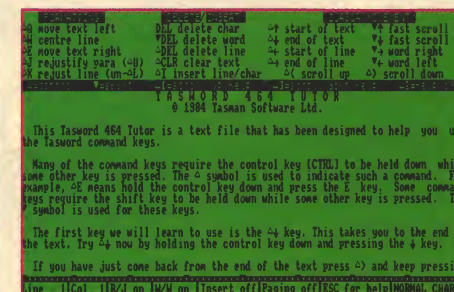 DELETE/INSERT
move text left DEL delete char ^↑ start of text ▼↑ fast scroll
centre line ▼DEL delete word ^↓ end of text ▼↓ fast scroll
^E move text right ^DEL delete line ^← start of line ▼→ word right
^J rejustify para (^U) ^CLR clear text ^→ end of line ▼← word left
^K rejust line (un-^L) ^I insert line/char ^( scroll up ^) scroll down
TASWORD 464 TUTOR
© 1984 Tasman Software Ltd.
This Tasword 464 Tutor is a text file that has been designed to help you u
the Tasword command keys.
Many of the command keys require the control key [CTRL] to be held down whi
some other key is pressed. The ^ symbol is used to indicate such a command. F
example, ^E means hold the control key down and press the E key. Some comma
keys require the shift key to be held down while some other key is pressed. T
▼ symbol is used for these keys.
The first key we will learn to use is the ^↓ key. This takes you to the end
the text. Try ^↓ now by holding the control key down and pressing the ↓ key.
If you have just come back from the end of the text press ^) and keep pressi
Line 1|Col 1|R/J on |W/W on |Insert off|Paging off|ESC for help|NORMAL CHAR